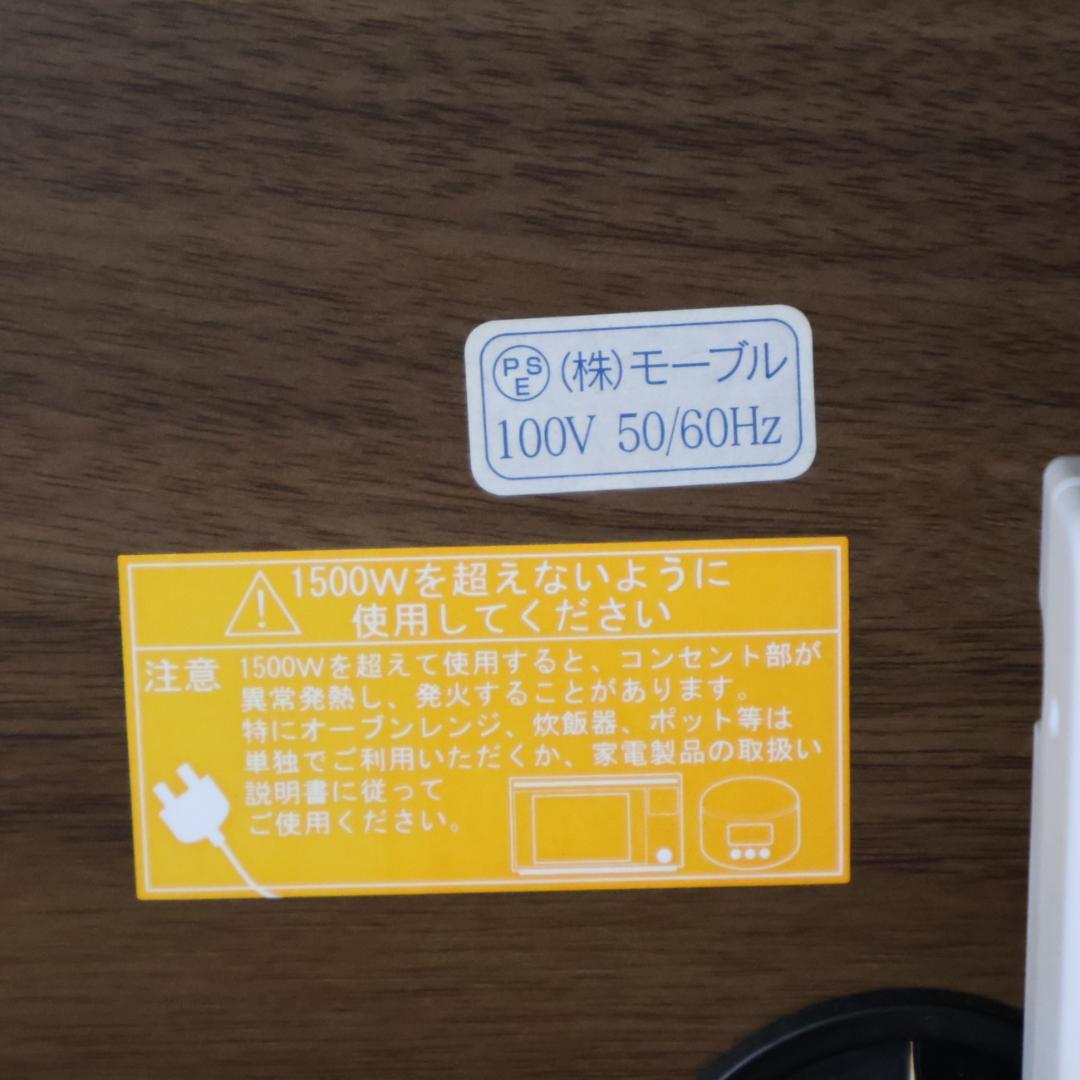 PSE (株)モーブル
100V 50/60Hz
1500Wを超えないように
使用してください
注意
1500Wを超えて使用すると、コンセント部が
異常発熱し、発火することがあります。
特にオーブンレンジ、炊飯器、ポット等は
単独でご利用いただくか、家電製品の取扱い
説明書に従って
ご使用ください。